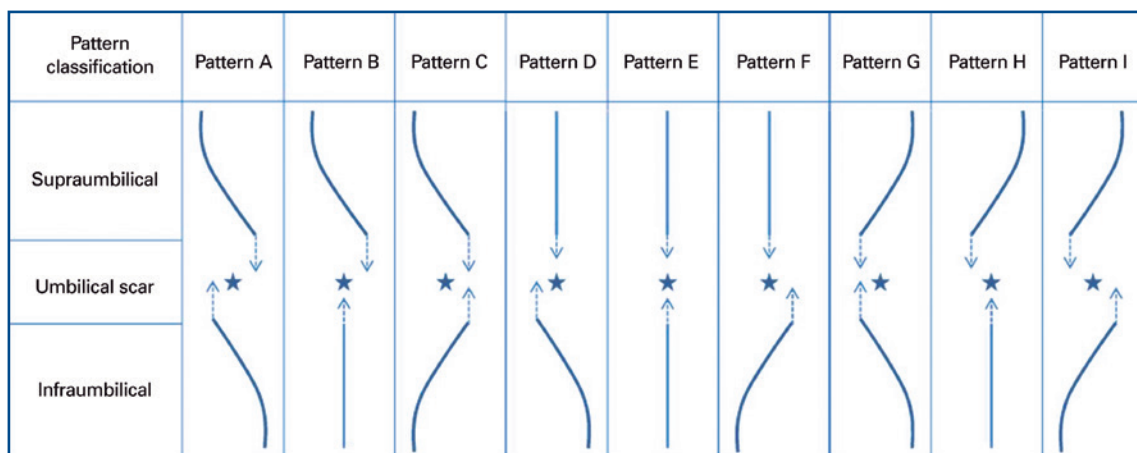 Pattern
classification
Pattern A
Pattern B
Pattern C
Pattern D
Pattern E
Pattern F
Pattern G
Pattern H
Pattern I
Supraumbilical
Umbilical scar
Infraumbilical